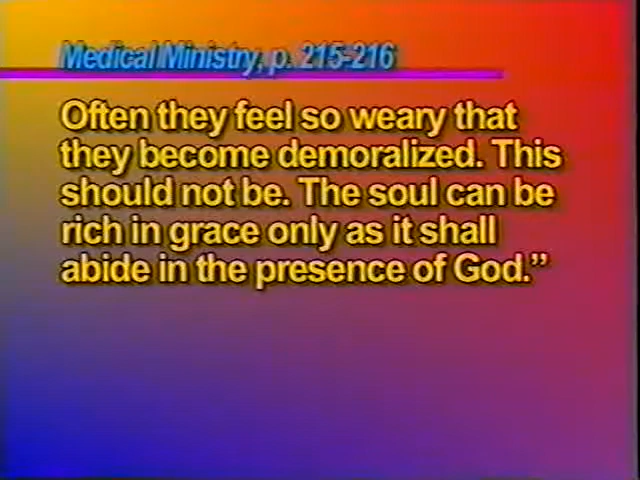 Medical Ministry, p. 215-216
Often they feel so weary that
they become demoralized. This
should not be. The soul can be
rich in grace only as it shall
abide in the presence of God.”